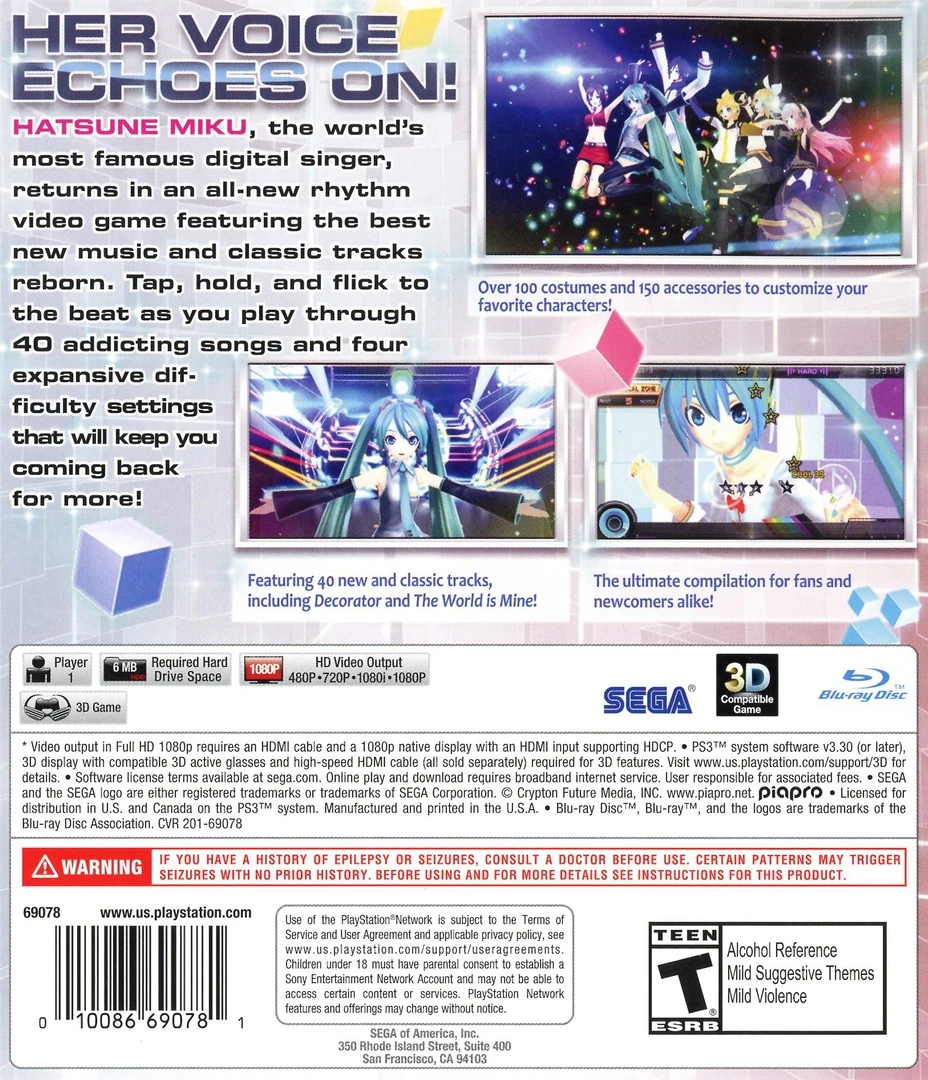 HER VOICE
ECHOES ON!
HATSUNE MIKU, the world's
most famous digital singer,
returns in an all-new rhythm
video game featuring the best
new music and classic tracks
reborn. Tap, hold, and flick to
the beat as you play through
40 addicting songs and four
expansive dif-
ficulty settings
that will keep you
coming back
for more!
Over 100 costumes and 150 accessories to customize your
favorite characters!
HARD
33310
COOL 38
Featuring 40 new and classic tracks,
including Decorator and The World is Mine!
The ultimate compilation for fans and
newcomers alike!
Player
1
6 MB
HDD
Required Hard
Drive Space
1080P
HD Video Output
480P•720P•1080i•1080P
3D Game
SEGA®
3D
Compatible
Game
Blu-ray Disc™
* Video output in Full HD 1080p requires an HDMI cable and a 1080p native display with an HDMI input supporting HDCP. • PS3™ system software v3.30 (or later),
3D display with compatible 3D active glasses and high-speed HDMI cable (all sold separately) required for 3D features. Visit www.us.playstation.com/support/3D for
details. • Software license terms available at sega.com. Online play and download requires broadband internet service. User responsible for associated fees. • SEGA
and the SEGA logo are either registered trademarks or trademarks of SEGA Corporation. © Crypton Future Media, INC. www.piapro.net. piapro • Licensed for
distribution in U.S. and Canada on the PS3™ system. Manufactured and printed in the U.S.A. • Blu-ray Disc™, Blu-ray™, and the logos are trademarks of the
Blu-ray Disc Association. CVR 201-69078
WARNING
IF YOU HAVE A HISTORY OF EPILEPSY OR SEIZURES, CONSULT A DOCTOR BEFORE USE. CERTAIN PATTERNS MAY TRIGGER
SEIZURES WITH NO PRIOR HISTORY. BEFORE USING AND FOR MORE DETAILS SEE INSTRUCTIONS FOR THIS PRODUCT.
69078 www.us.playstation.com
0 10086 69078 1
Use of the PlayStation®Network is subject to the Terms of
Service and User Agreement and applicable privacy policy, see
www.us.playstation.com/support/useragreements.
Children under 18 must have parental consent to establish a
Sony Entertainment Network Account and may not be able to
access certain content or services. PlayStation Network
features and offerings may change without notice.
SEGA of America, Inc.
350 Rhode Island Street, Suite 400
San Francisco, CA 94103
TEEN
T
®
ESRB
Alcohol Reference
Mild Suggestive Themes
Mild Violence